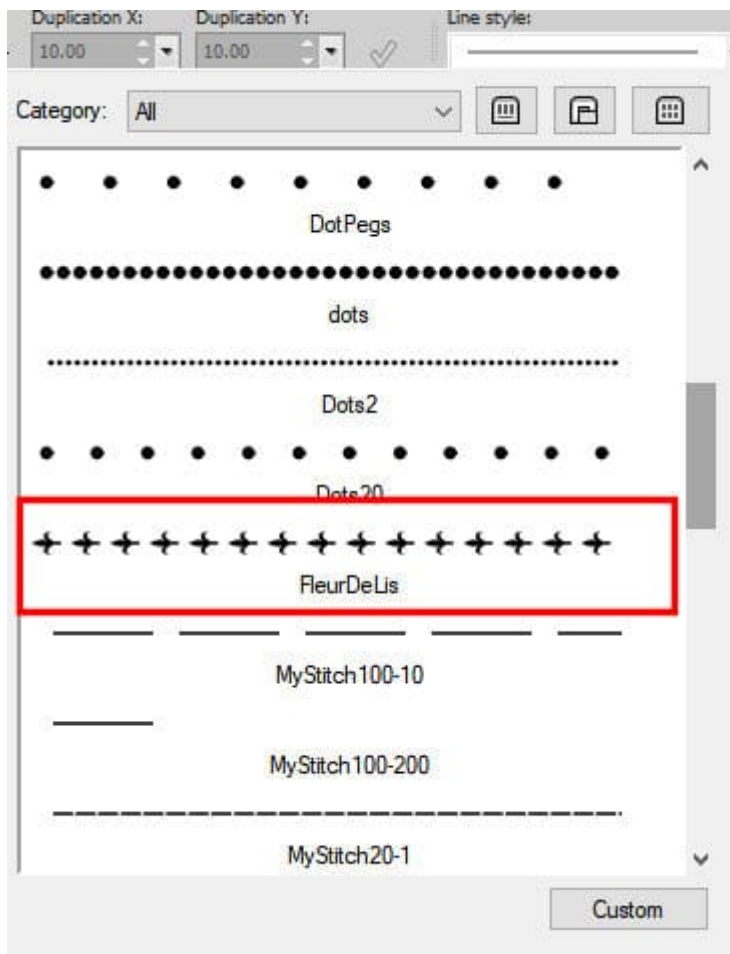 Duplication X: Duplication Y: Line style:
10.00 10.00
Category: All
DotPegs
dots
Dots2
Dots20
FleurDeLis
MyStitch100-10
MyStitch100-200
MyStitch20-1
Custom